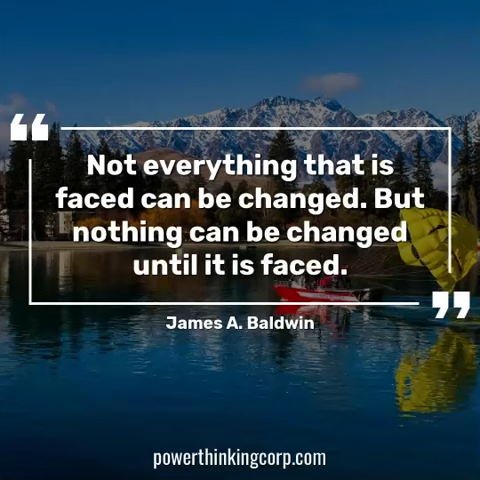 Not everything that is
faced can be changed. But
nothing can be changed
until it is faced.
James A. Baldwin
powerthinkingcorp.com